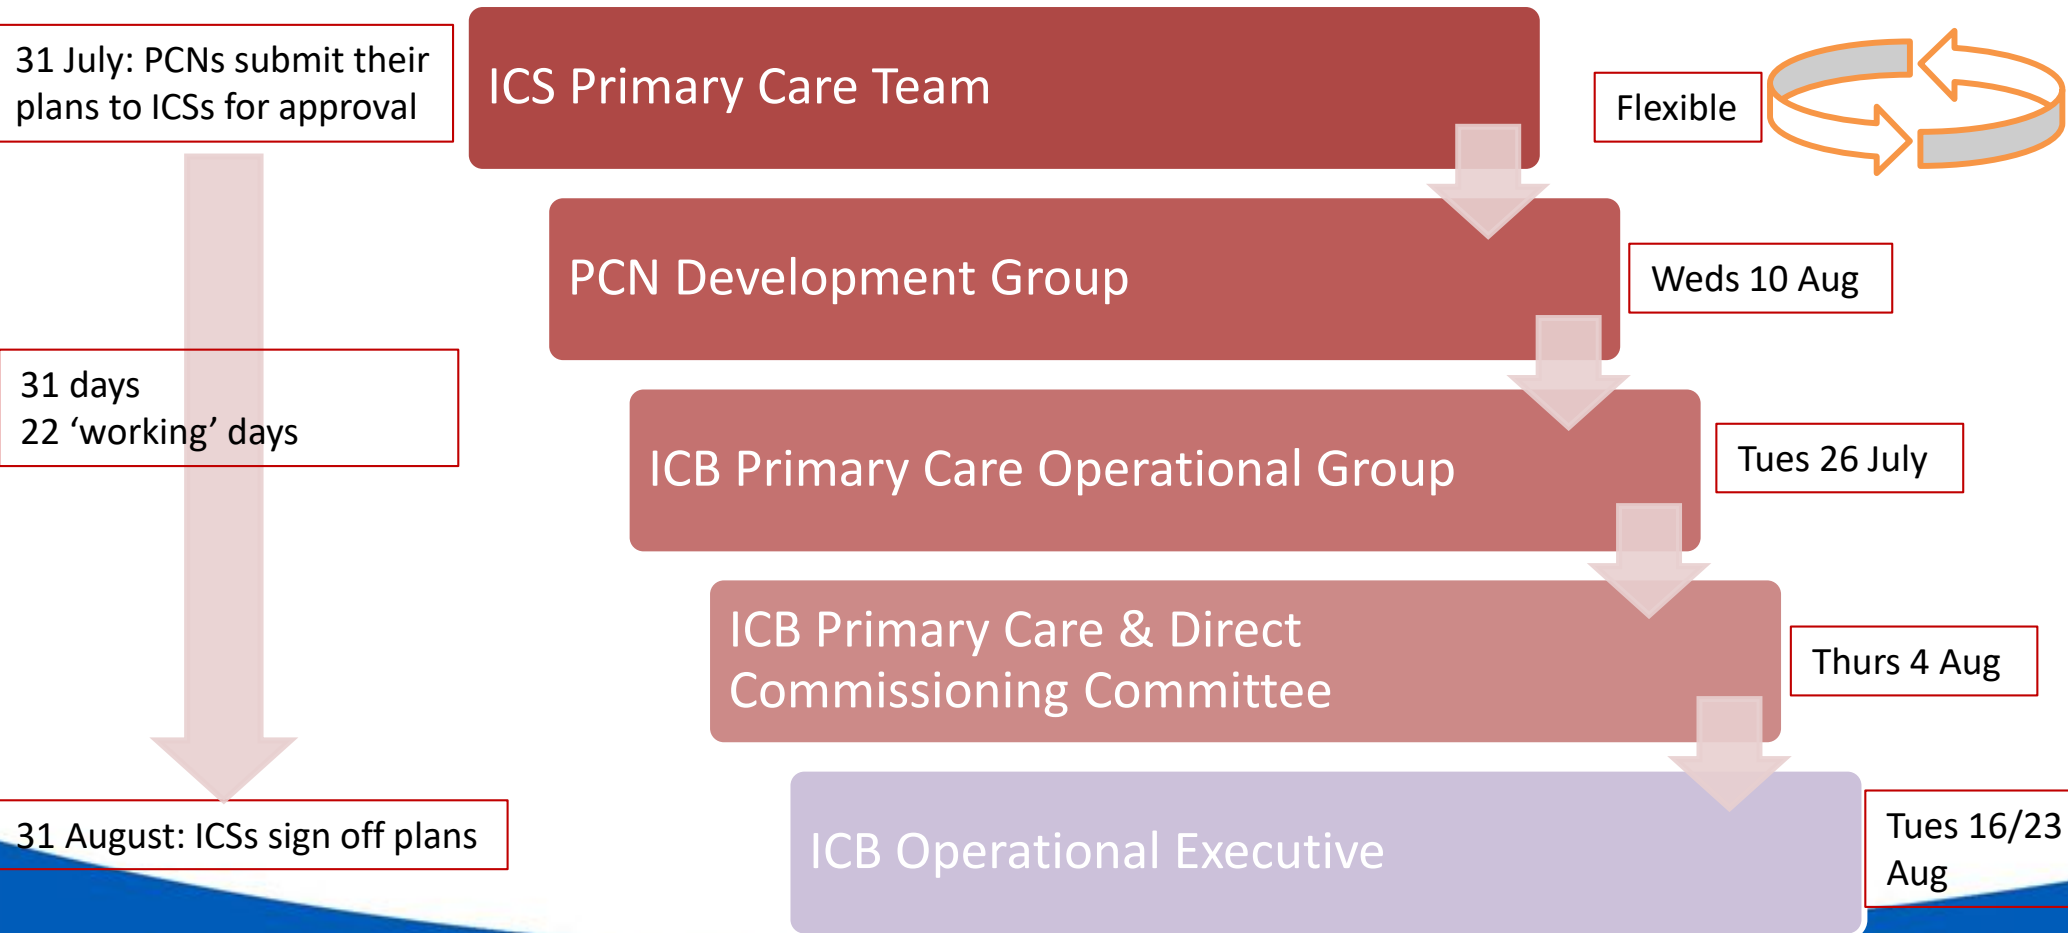 31 July: PCNs submit their
plans to ICSs for approval
ICS Primary Care Team
Flexible
PCN Development Group
Weds 10 Aug
31 days
22 ‘working’ days
ICB Primary Care Operational Group
Tues 26 July
ICB Primary Care & Direct
Commissioning Committee
Thurs 4 Aug
31 August: ICSs sign off plans
ICB Operational Executive
Tues 16/23
Aug